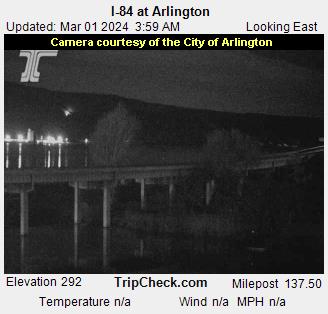 I-84 at Arlington
Updated: Mar 01 2024 3:59 AM Looking East
Camera courtesy of the City of Arlington
Elevation 292 TripCheck.com Milepost 137.50
Temperature n/a Wind n/a MPH n/a